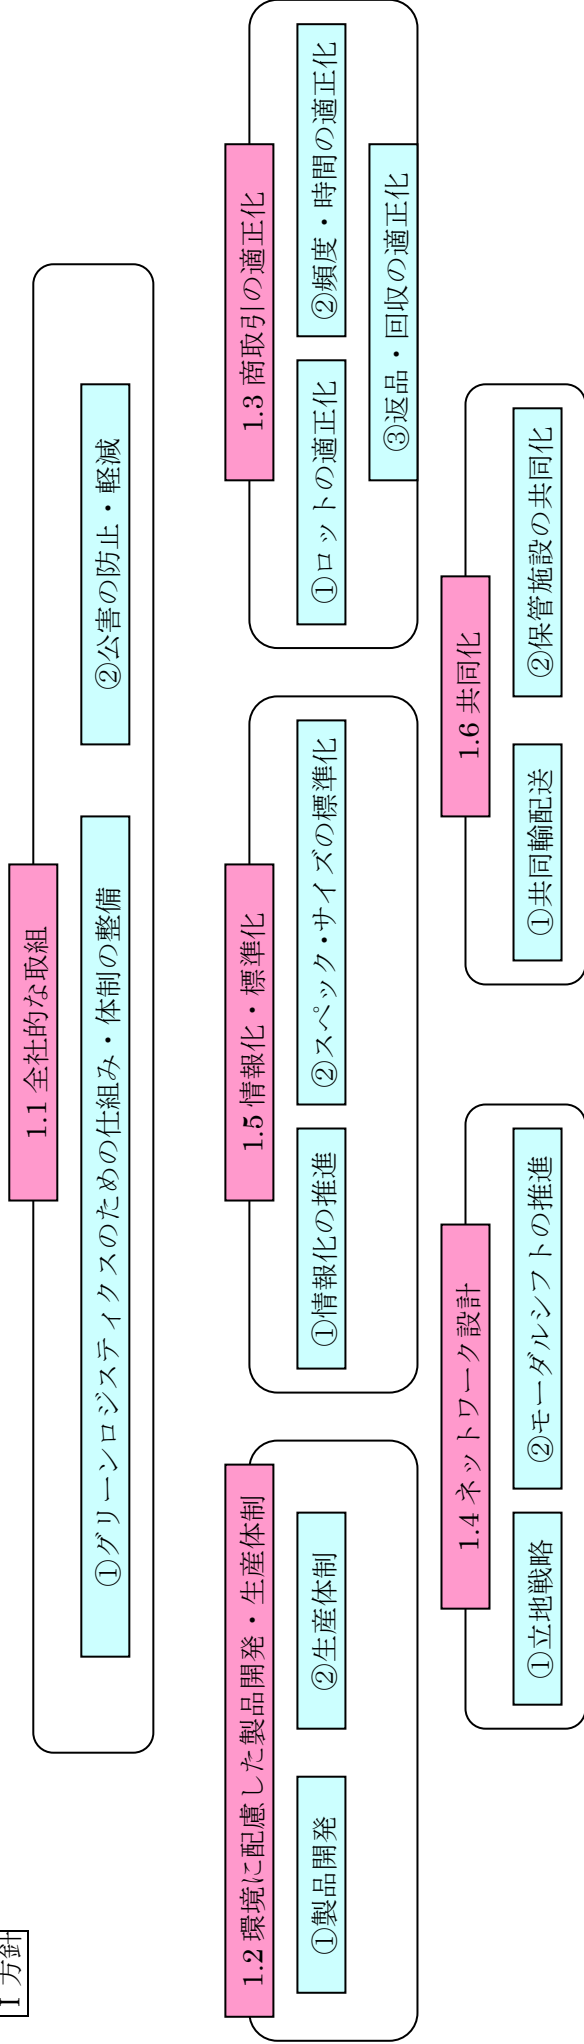 I 方針
1.1 全社的な取組
①グリーンロジスティクスのための仕組み・体制の整備
②公害の防止・軽減
1.2 環境に配慮した製品開発・生産体制
①製品開発
②生産体制
1.5 情報化・標準化
①情報化の推進
②スペック・サイズの標準化
1.3 商取引の適正化
①ロットの適正化
②頻度・時間の適正化
③返品・回収の適正化
1.4 ネットワーク設計
①立地戦略
②モーダルシフトの推進
1.6 共同化
①共同輸配送
②保管施設の共同化